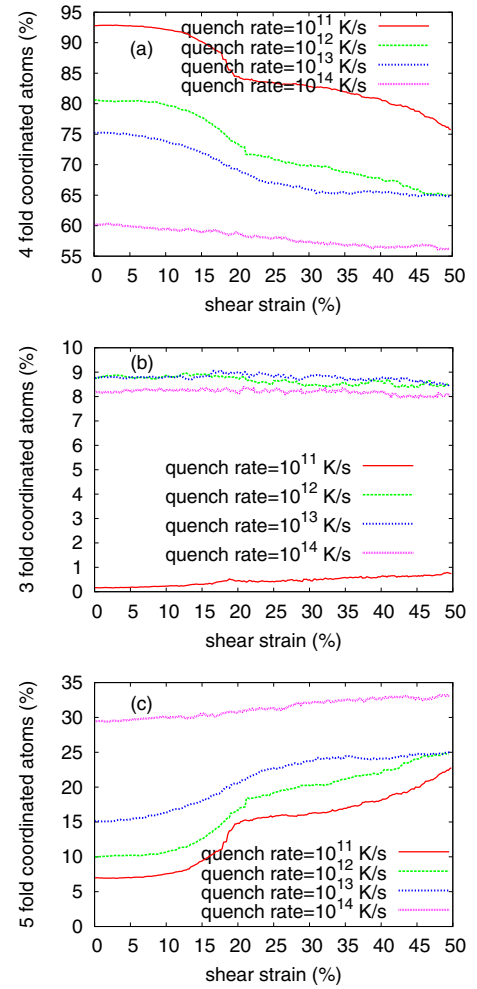 (a)
quench rate=10^11 K/s
quench rate=10^12 K/s
quench rate=10^13 K/s
quench rate=10^14 K/s
4 fold coordinated atoms (%)
95
90
85
80
75
70
65
60
55
0 5 10 15 20 25 30 35 40 45 50
shear strain (%)
(b)
3 fold coordinated atoms (%)
10
9
8
7
6
5
4
3
2
1
0
quench rate=10^11 K/s
quench rate=10^12 K/s
quench rate=10^13 K/s
quench rate=10^14 K/s
0 5 10 15 20 25 30 35 40 45 50
shear strain (%)
(c)
5 fold coordinated atoms (%)
35
30
25
20
15
10
5
0
quench rate=10^11 K/s
quench rate=10^12 K/s
quench rate=10^13 K/s
quench rate=10^14 K/s
0 5 10 15 20 25 30 35 40 45 50
shear strain (%)